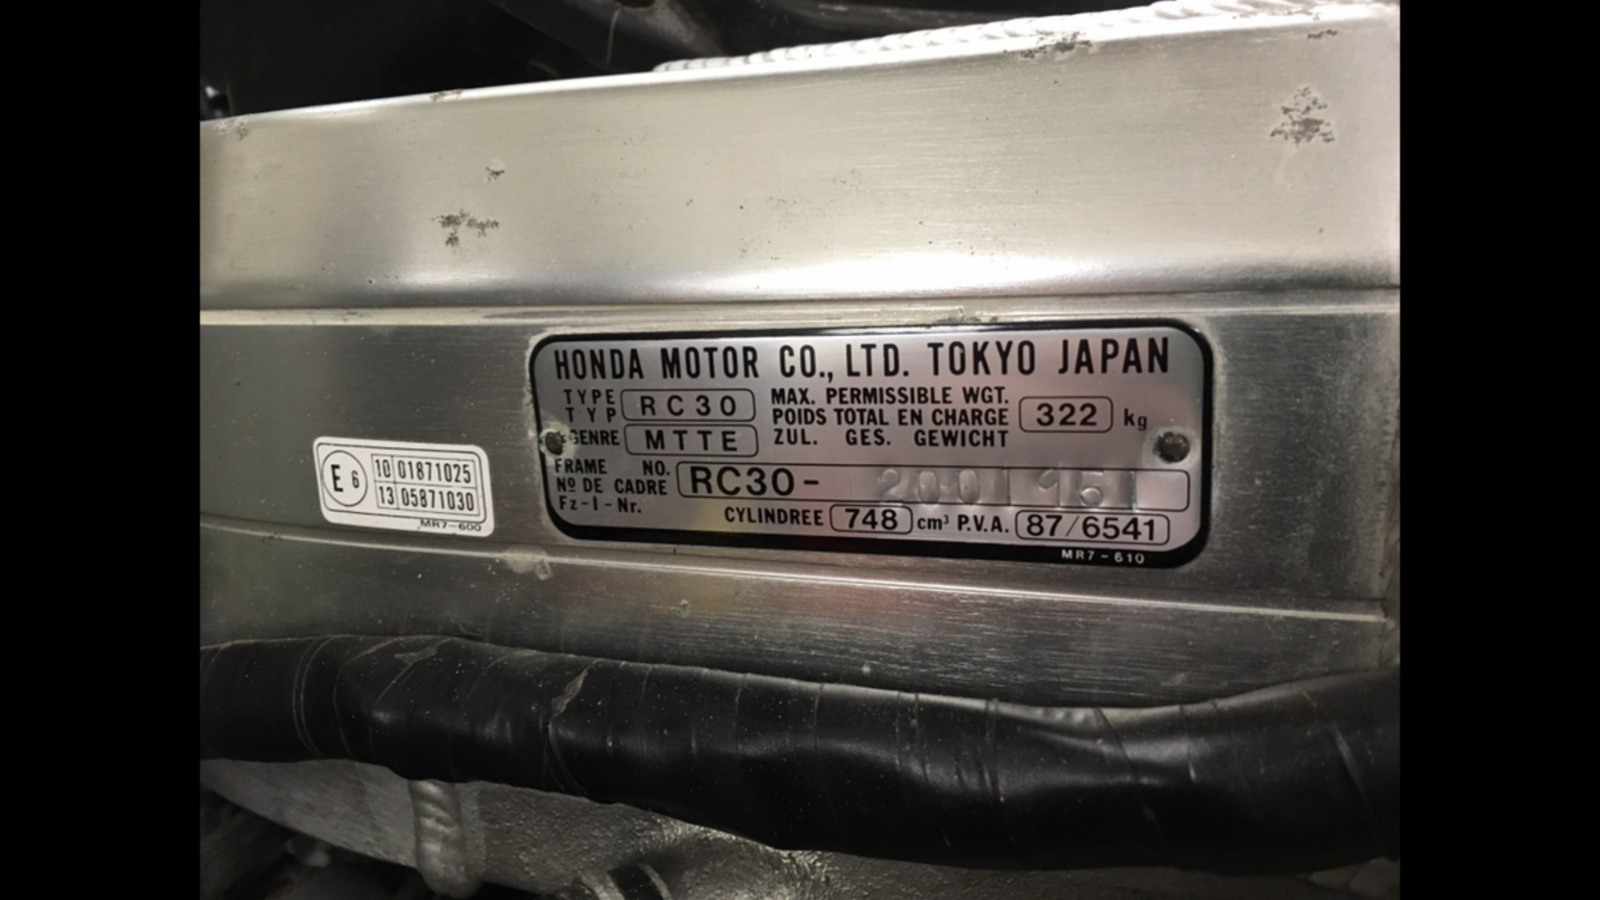 HONDA MOTOR CO., LTD. TOKYO JAPAN
TYPE
TYP
RC30
MAX. PERMISSIBLE WGT.
POIDS TOTAL EN CHARGE
ZUL. GES. GEWICHT
322 kg
GENRE MTTE
FRAME NO.
Nº DE CADRE
Fz-I-Nr.
RC30- 2001151
CYLINDREE 748 cm³ P.V.A. 87/6541
MR7-610
E6
10 01871025
13 05871030
MR7-600